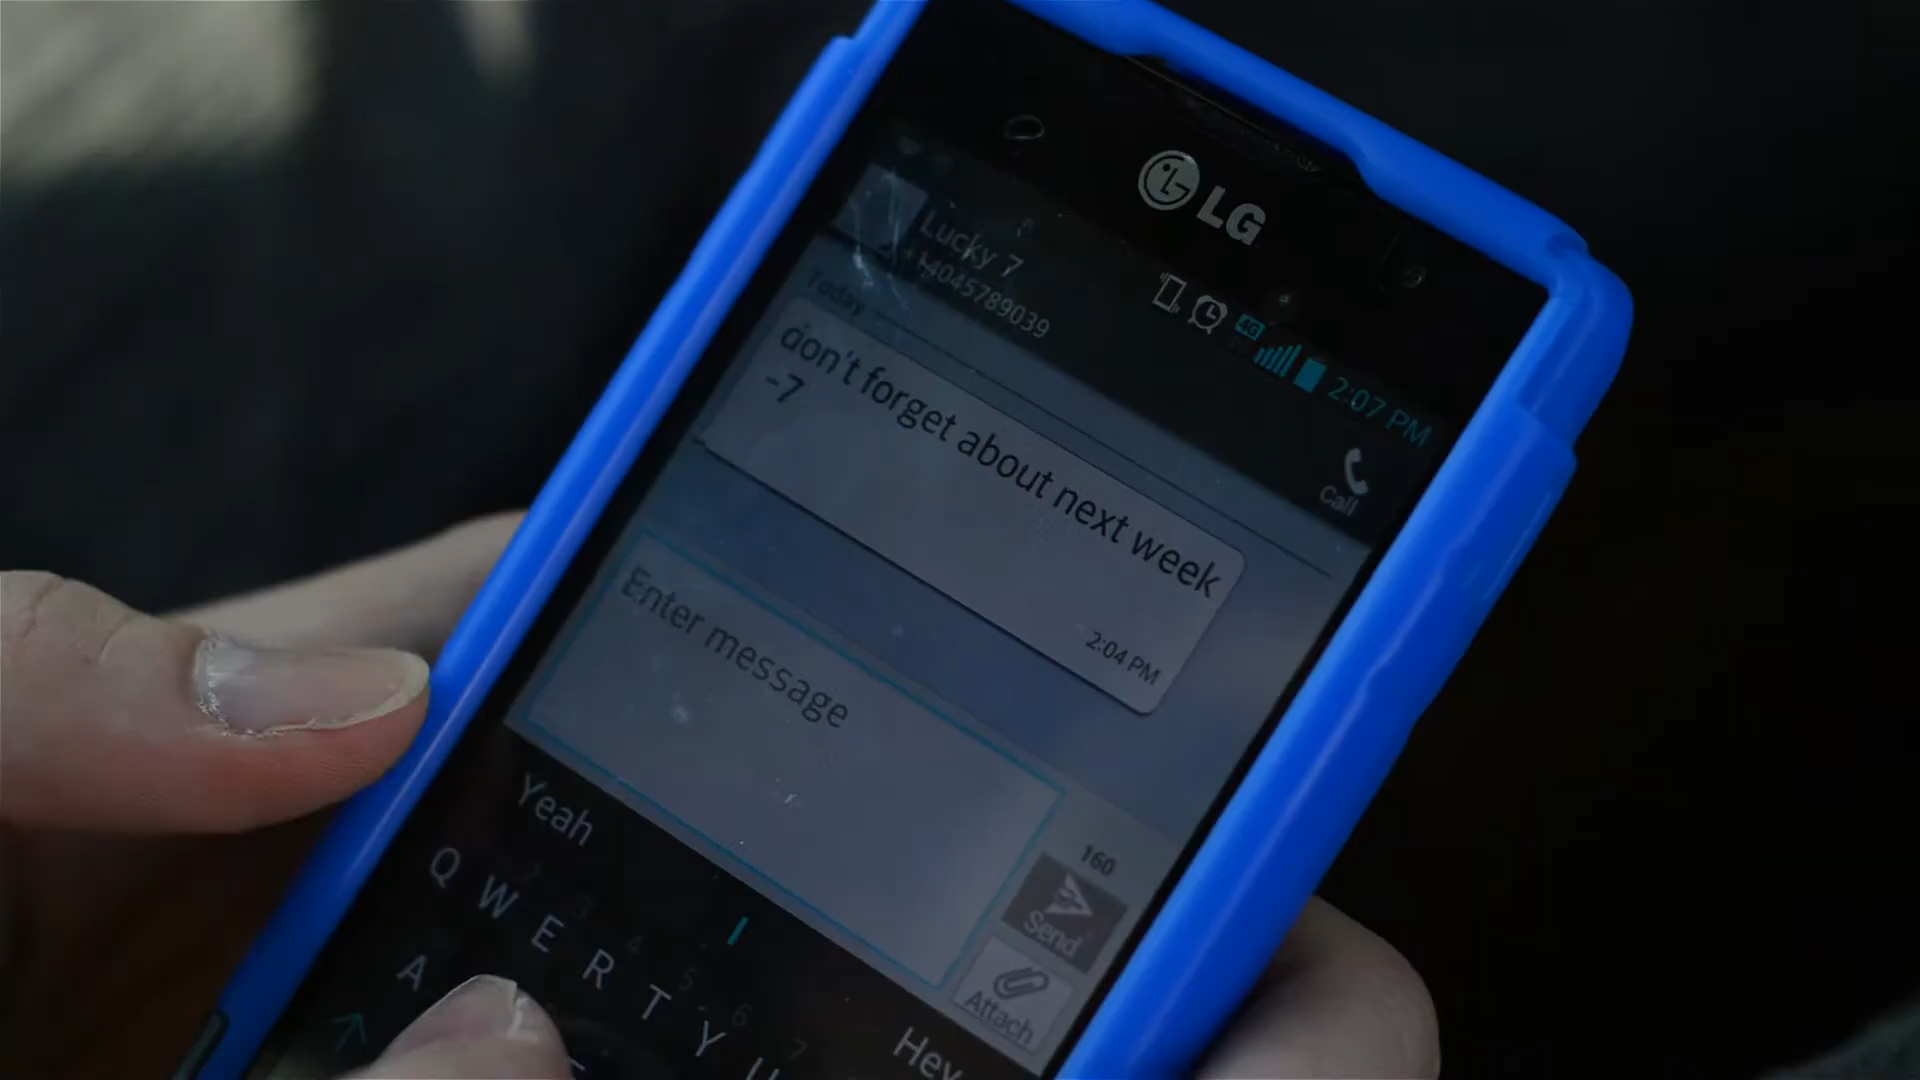 LG
2:07 PM
Lucky 7
+14045789039
Call
Today
don't forget about next week
-7
2:04 PM
Enter message
160
Send
Attach
Yeah I Hey
Q W E R T Y U
A